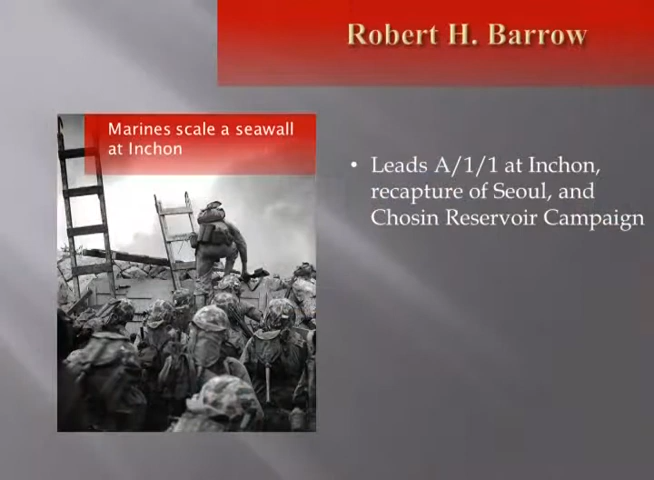 Robert H. Barrow
Marines scale a seawall
at Inchon
• Leads A/1/1 at Inchon,
recapture of Seoul, and
Chosin Reservoir Campaign